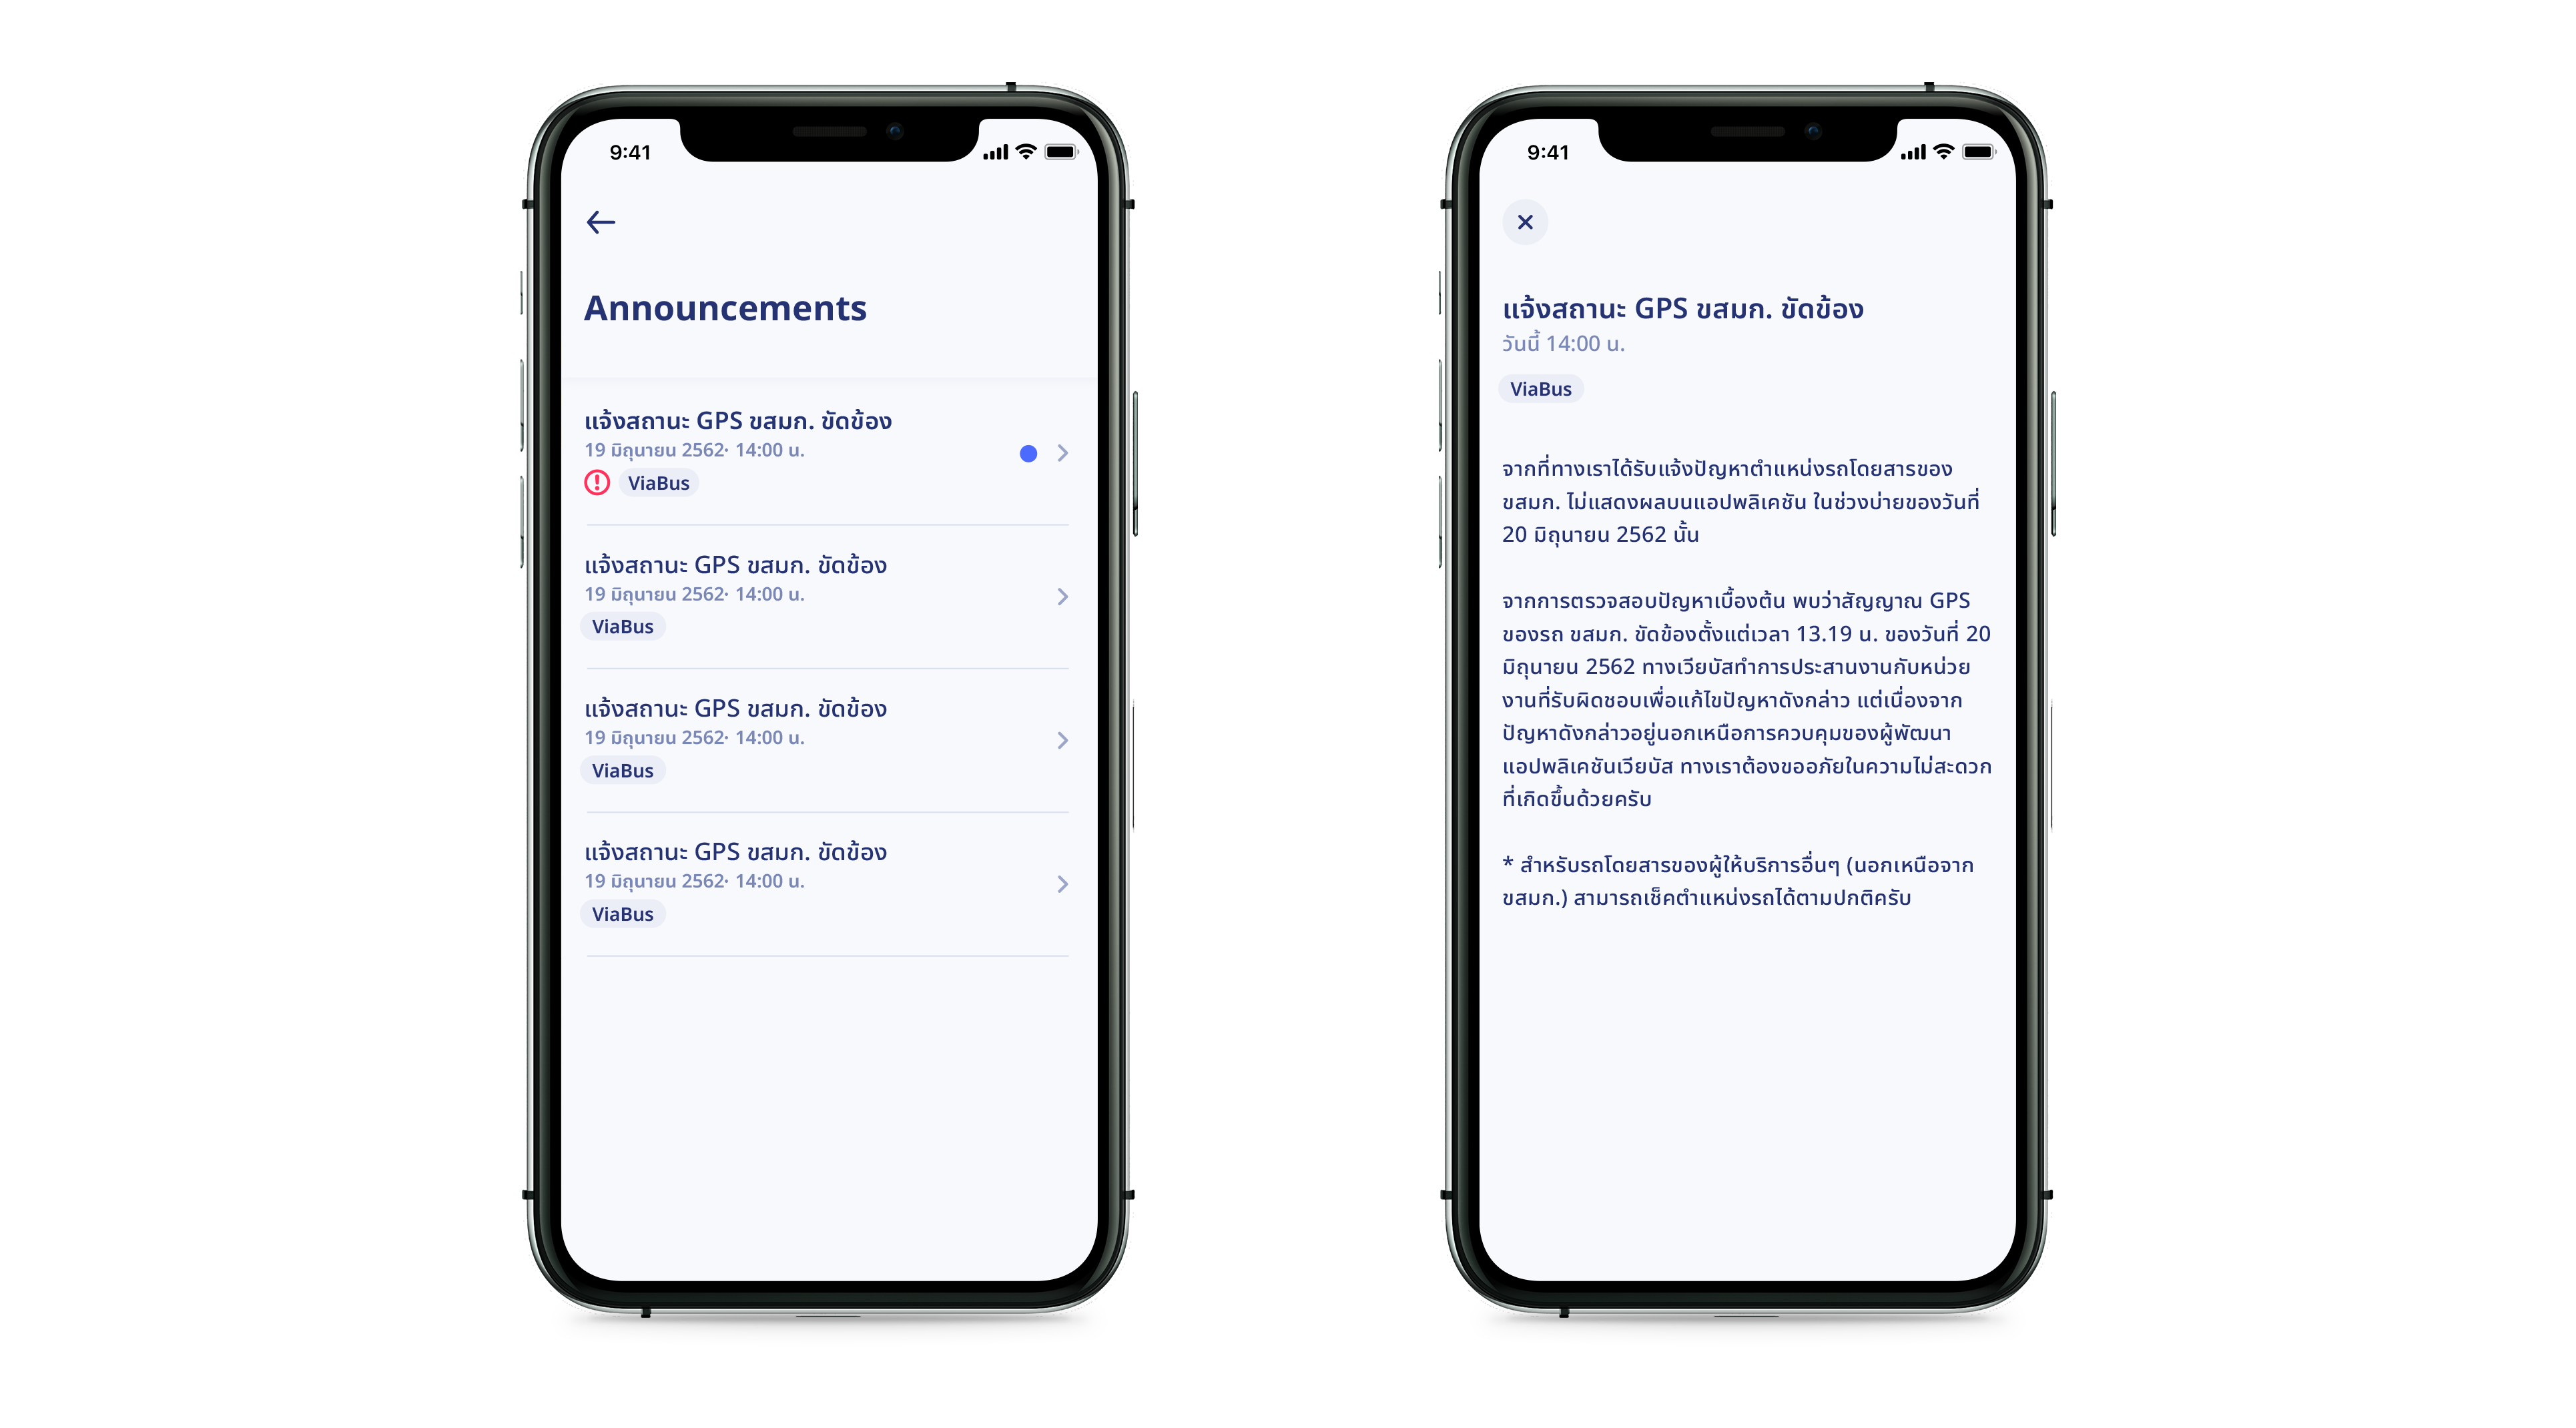 9:41
Announcements
แจ้งสถานะ GPS ขสมก. ขัดข้อง
19 มิถุนายน 2562· 14:00 น.
ViaBus
แจ้งสถานะ GPS ขสมก. ขัดข้อง
19 มิถุนายน 2562· 14:00 น.
ViaBus
แจ้งสถานะ GPS ขสมก. ขัดข้อง
19 มิถุนายน 2562· 14:00 น.
ViaBus
แจ้งสถานะ GPS ขสมก. ขัดข้อง
19 มิถุนายน 2562· 14:00 น.
ViaBus
9:41
แจ้งสถานะ GPS ขสมก. ขัดข้อง
วันนี้ 14:00 น.
ViaBus
จากที่ทางเราได้รับแจ้งปัญหาตำแหน่งรถโดยสารของ
ขสมก. ไม่แสดงผลบนแอปพลิเคชัน ในช่วงบ่ายของวันที่
20 มิถุนายน 2562 นั้น
จากการตรวจสอบปัญหาเบื้องต้น พบว่าสัญญาณ GPS
ของรถ ขสมก. ขัดข้องตั้งแต่เวลา 13.19 น. ของวันที่ 20
มิถุนายน 2562 ทางเวียบัสทำการประสานงานกับหน่วย
งานที่รับผิดชอบเพื่อแก้ไขปัญหาดังกล่าว แต่เนื่องจาก
ปัญหาดังกล่าวอยู่นอกเหนือการควบคุมของผู้พัฒนา
แอปพลิเคชันเวียบัส ทางเราต้องขออภัยในความไม่สะดวก
ที่เกิดขึ้นด้วยครับ
* สำหรับรถโดยสารของผู้ให้บริการอื่นๆ (นอกเหนือจาก
ขสมก.) สามารถเช็คตำแหน่งรถได้ตามปกติครับ